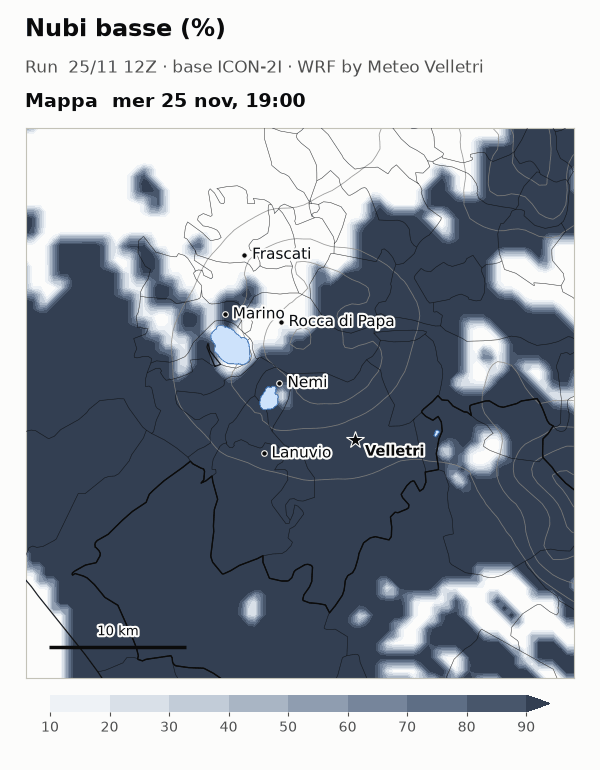 Nubi basse (%)
Run  25/11 12Z · base ICON-2I · WRF by Meteo Velletri
Mappa  mer 25 nov, 19:00
Frascati
Marino
Rocca di Papa
Nemi
Velletri
Lanuvio
10 km
10 20 30 40 50 60 70 80 90